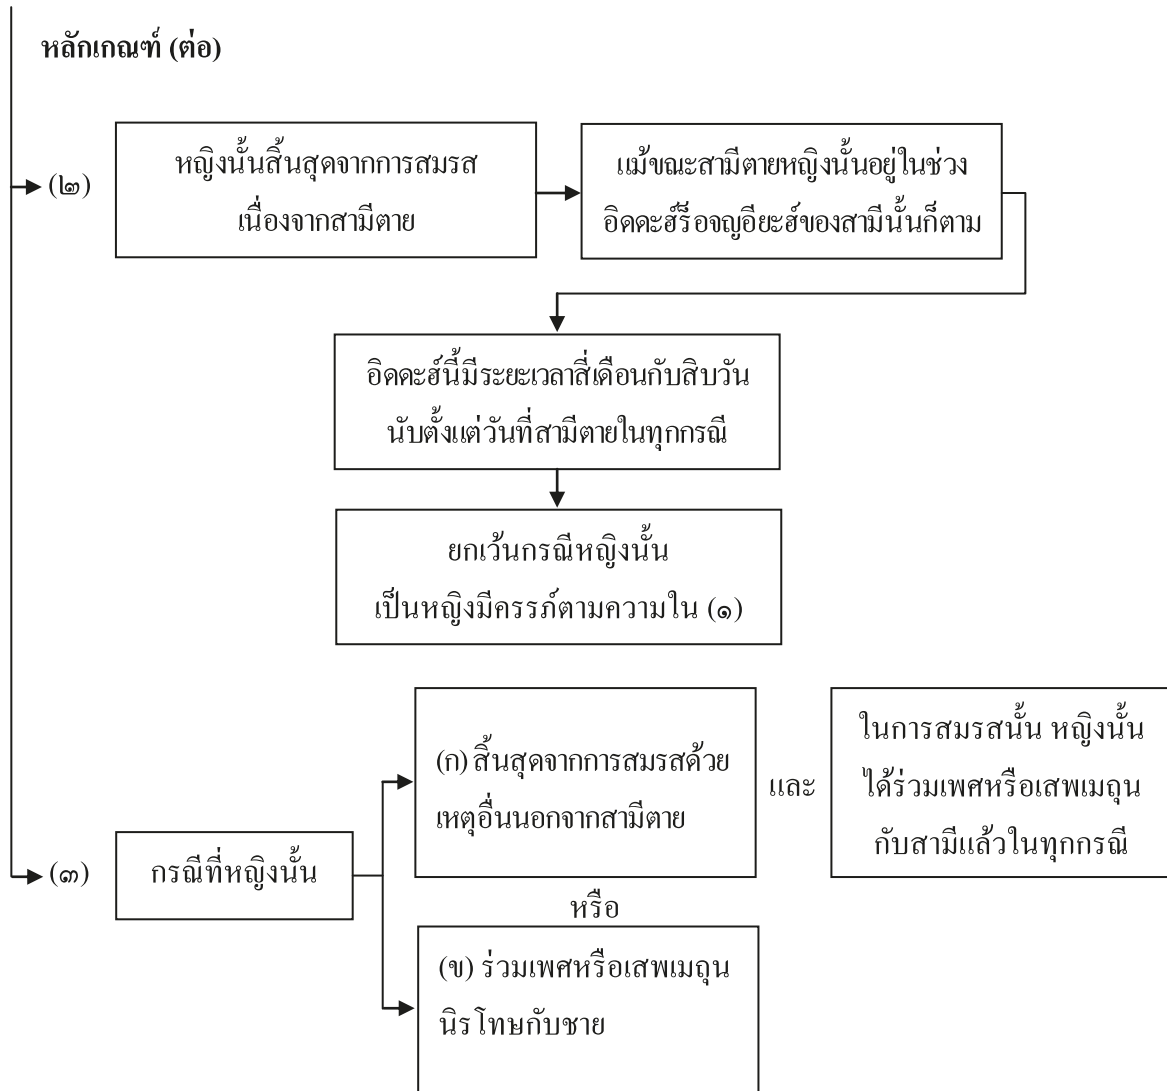 หลักเกณฑ์ (ต่อ)
(๒)
หญิงนั้นสิ้นสุดจากการสมรส
เนื่องจากสามีตาย
แม้ขณะสามีตายหญิงนั้นอยู่ในช่วง
อิดดะฮ์ร็อจญอียะฮ์ของสามีนั้นก็ตาม
อิดดะฮ์นี้มีระยะเวลาสี่เดือนกับสิบวัน
นับตั้งแต่วันที่สามีตายในทุกกรณี
ยกเว้นกรณีหญิงนั้น
เป็นหญิงมีครรภ์ตามความใน (๑)
(๓)
กรณีที่หญิงนั้น
(ก) สิ้นสุดจากการสมรสด้วย
เหตุอื่นนอกจากสามีตาย
และ
ในการสมรสนั้น หญิงนั้น
ได้ร่วมเพศหรือเสพเมถุน
กับสามีแล้วในทุกกรณี
หรือ
(ข) ร่วมเพศหรือเสพเมถุน
นิรโทษกับชาย